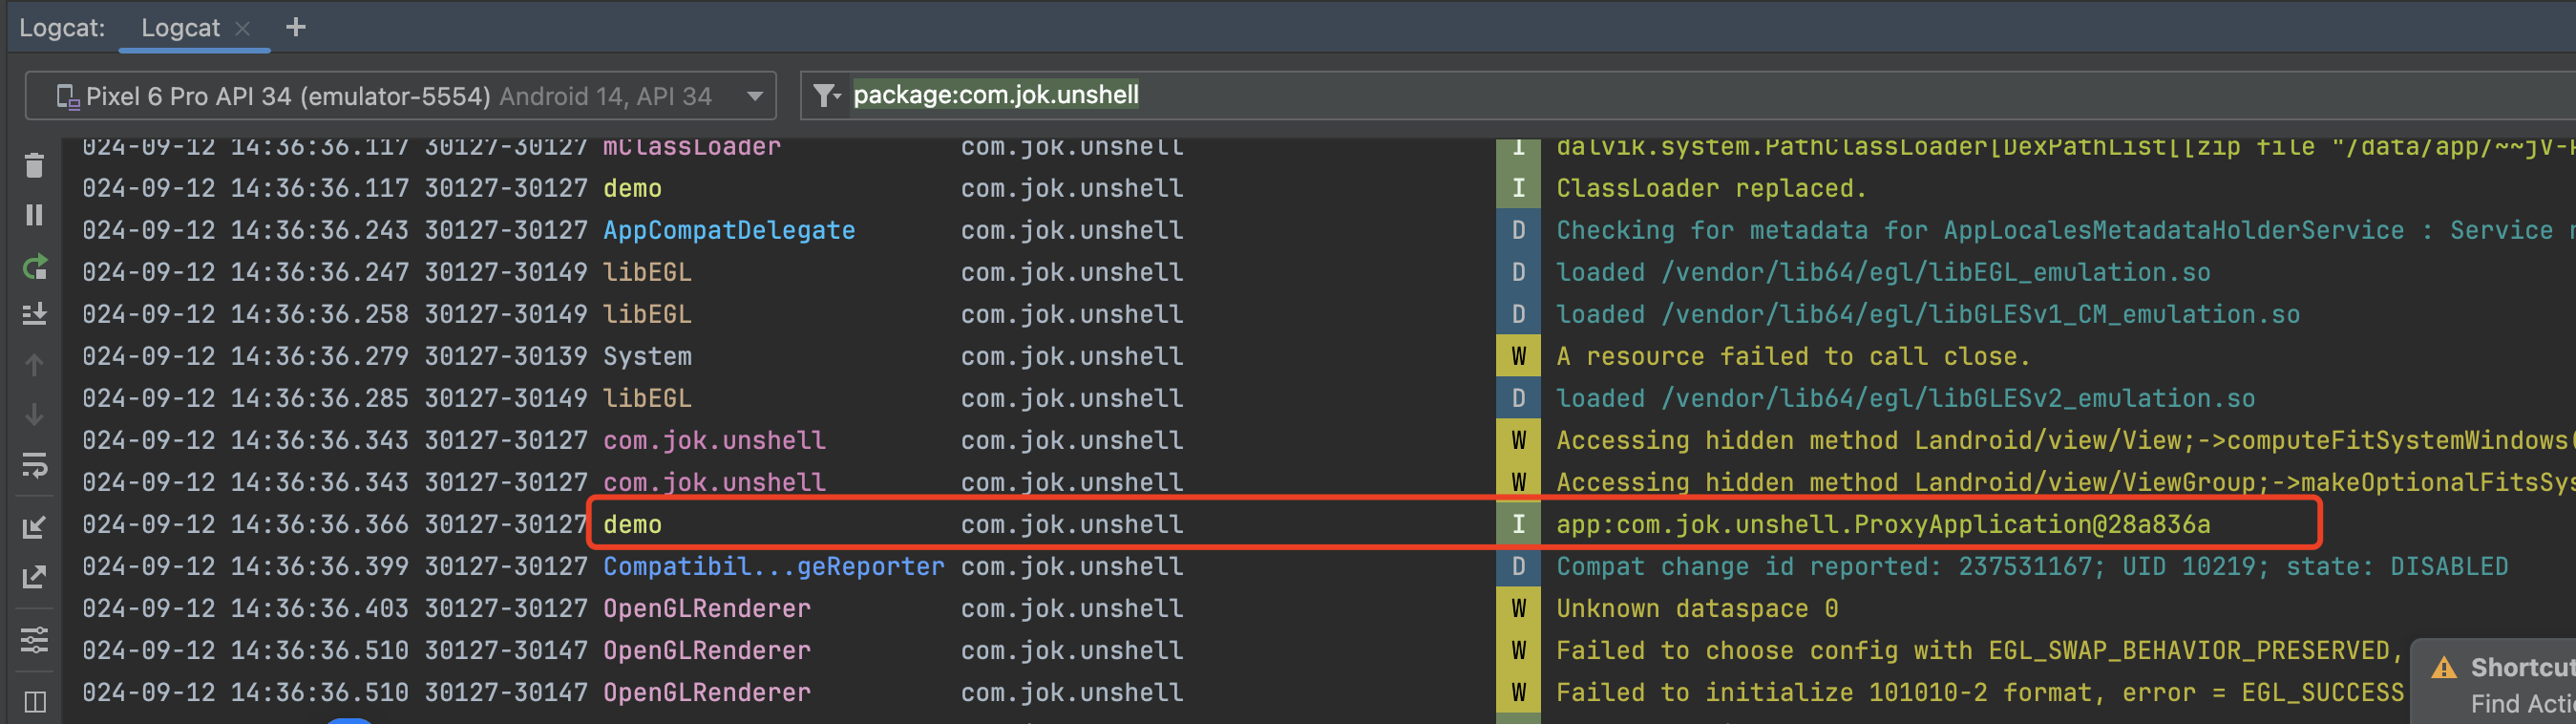 Logcat: Logcat × +
Pixel 6 Pro API 34 (emulator-5554) Android 14, API 34 package:com.jok.unshell
024-09-12 14:36:36.117 30127-30127 mClassLoader com.jok.unshell I dalvik.system.PathClassLoader[DexPathList[[zip file "/data/app/~~jV-
024-09-12 14:36:36.117 30127-30127 demo com.jok.unshell I ClassLoader replaced.
024-09-12 14:36:36.243 30127-30127 AppCompatDelegate com.jok.unshell D Checking for metadata for AppLocalesMetadataHolderService : Service
024-09-12 14:36:36.247 30127-30149 libEGL com.jok.unshell D loaded /vendor/lib64/egl/libEGL_emulation.so
024-09-12 14:36:36.258 30127-30149 libEGL com.jok.unshell D loaded /vendor/lib64/egl/libGLESv1_CM_emulation.so
024-09-12 14:36:36.279 30127-30139 System com.jok.unshell W A resource failed to call close.
024-09-12 14:36:36.285 30127-30149 libEGL com.jok.unshell D loaded /vendor/lib64/egl/libGLESv2_emulation.so
024-09-12 14:36:36.343 30127-30127 com.jok.unshell com.jok.unshell W Accessing hidden method Landroid/view/View;->computeFitSystemWindows(
024-09-12 14:36:36.343 30127-30127 com.jok.unshell com.jok.unshell W Accessing hidden method Landroid/view/ViewGroup;->makeOptionalFitsSys
024-09-12 14:36:36.366 30127-30127 demo com.jok.unshell I app:com.jok.unshell.ProxyApplication@28a836a
024-09-12 14:36:36.399 30127-30127 Compatibil...geReporter com.jok.unshell D Compat change id reported: 237531167; UID 10219; state: DISABLED
024-09-12 14:36:36.403 30127-30127 OpenGLRenderer com.jok.unshell W Unknown dataspace 0
024-09-12 14:36:36.510 30127-30147 OpenGLRenderer com.jok.unshell W Failed to choose config with EGL_SWAP_BEHAVIOR_PRESERVED,
024-09-12 14:36:36.510 30127-30147 OpenGLRenderer com.jok.unshell W Failed to initialize 101010-2 format, error = EGL_SUCCESS
Shortcut
Find Acti